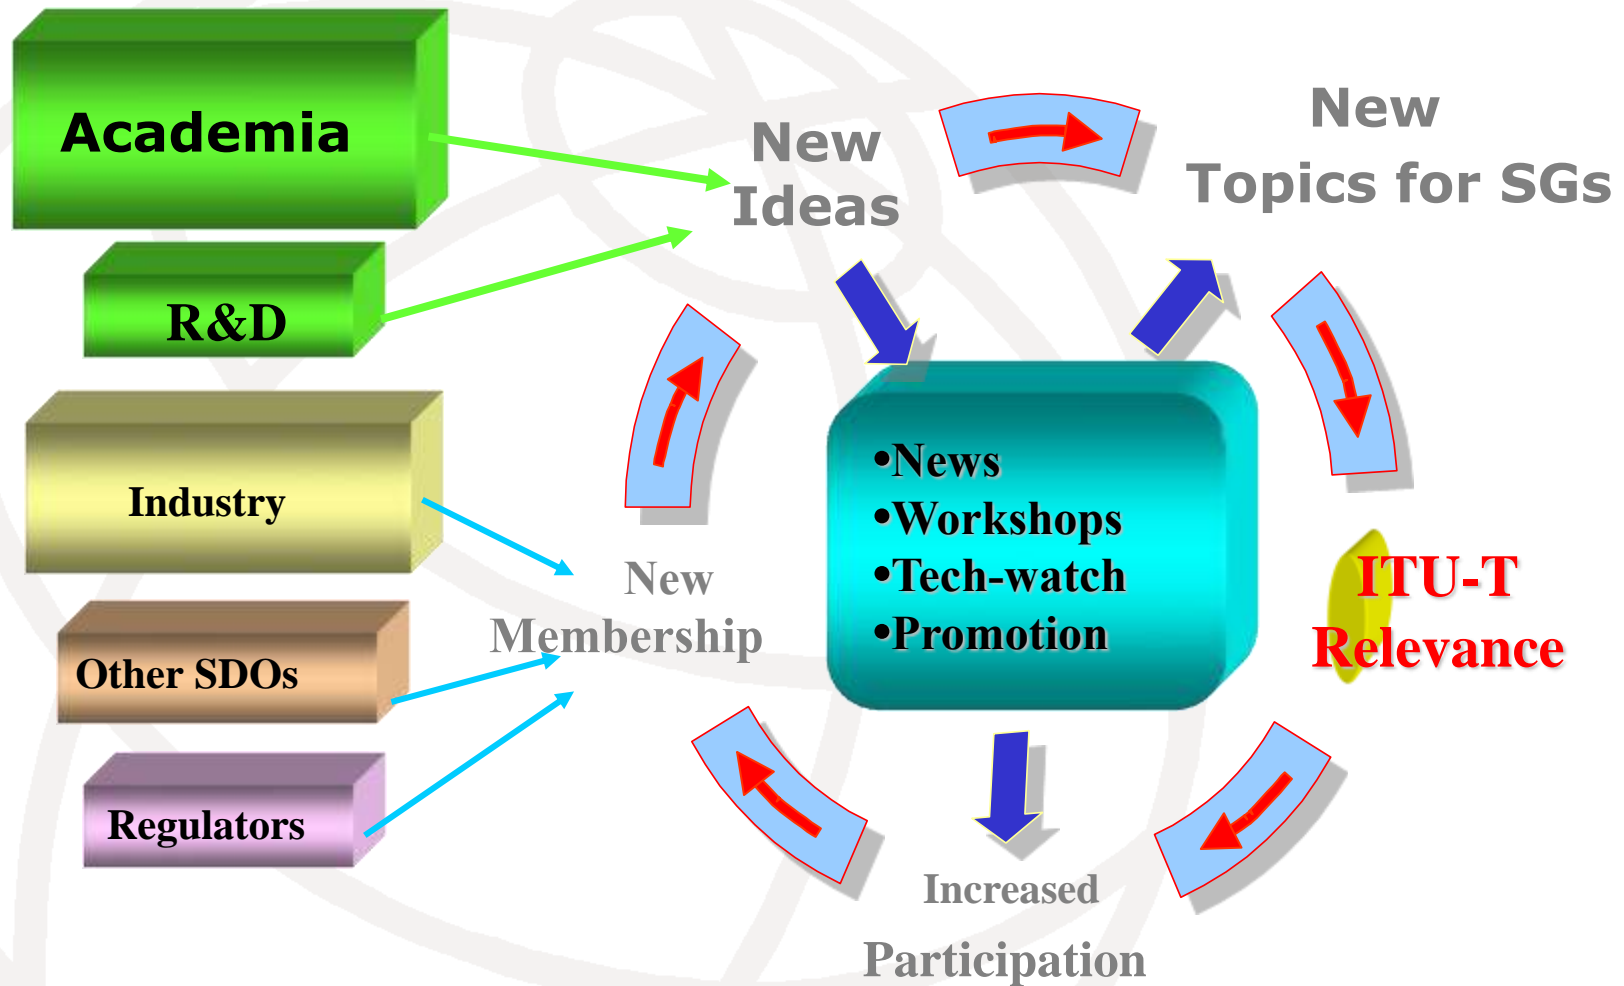 Academia
R&D
Industry
Other SDOs
Regulators
New
Ideas
New
Topics for SGs
New
Membership
•News
•Workshops
•Tech-watch
•Promotion
ITU-T
Relevance
Increased
Participation